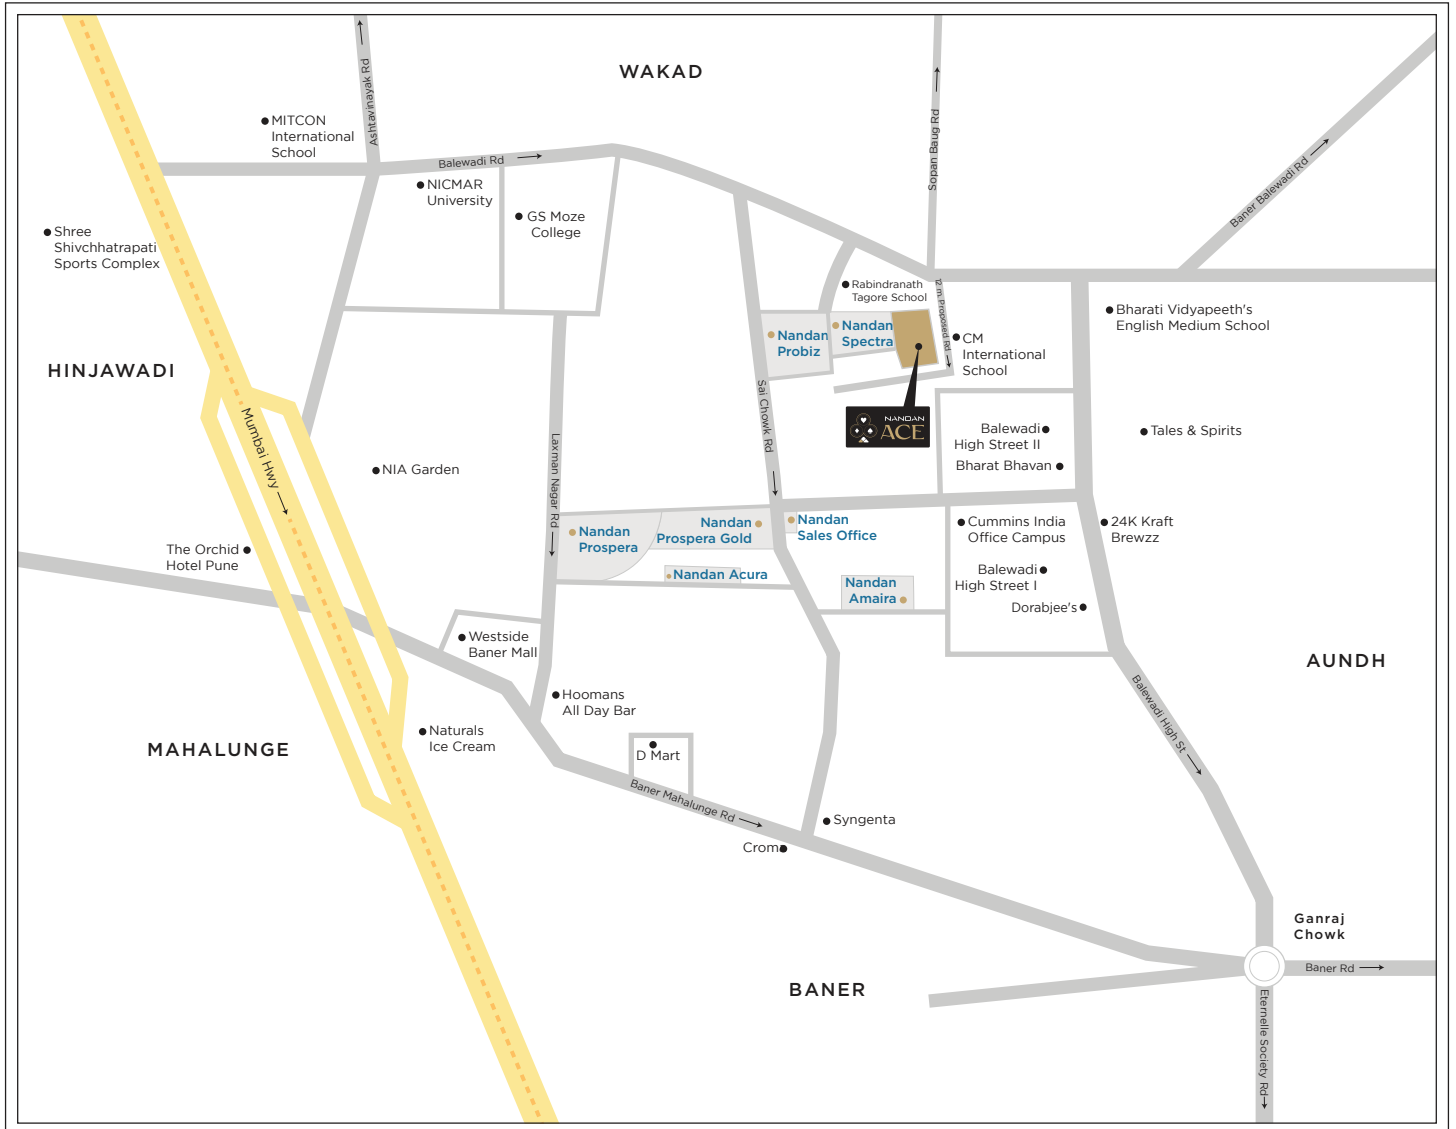 WAKAD
Ashtavinayak Rd
MITCON
International
School
Balewadi Rd
NICMAR
University
GS Moze
College
Sopan Baug Rd
Baner Balewadi Rd
Shree
Shivchhatrapati
Sports Complex
Rabindranath
Tagore School
12 m. Proposed Rd
Bharati Vidyapeeth's
English Medium School
Nandan
Probiz
Nandan
Spectra
CM
International
School
HINJAWADI
Mumbai Hwy
Sai Chowk Rd
NANDAN
ACE
Balewadi
High Street II
Bharat Bhavan
Tales & Spirits
NIA Garden
Laxman Nagar Rd
Nandan
Prospera
Nandan
Prospera Gold
Nandan
Sales Office
Cummins India
Office Campus
24K Kraft
Brewzz
The Orchid
Hotel Pune
Nandan Acura
Nandan
Amaira
Balewadi
High Street I
Dorabjee's
Westside
Baner Mall
AUNDH
Hoomans
All Day Bar
Balewadi High St
MAHALUNGE
Naturals
Ice Cream
D Mart
Baner Mahalunge Rd
Syngenta
Croma
Ganraj
Chowk
Baner Rd
BANER
Eternelle Society Rd